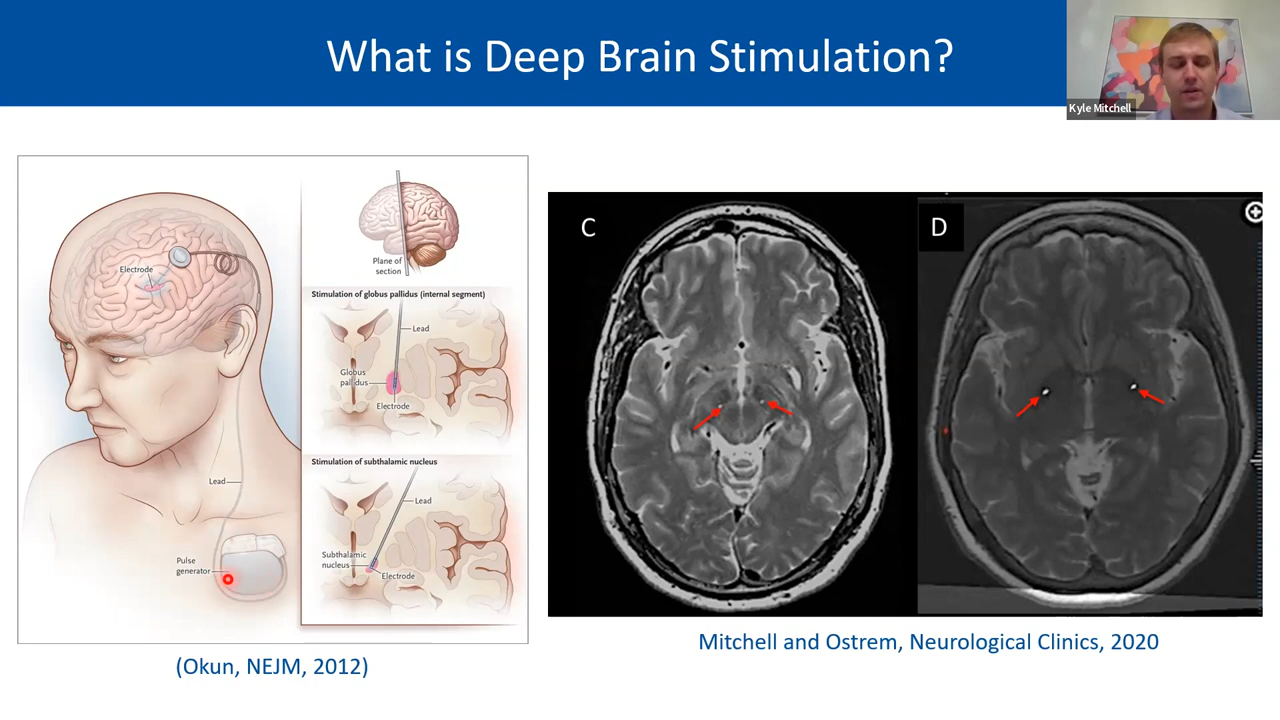 What is Deep Brain Stimulation?
Kyle Mitchell
Electrode
Lead
Pulse
generator
Plane of
section
Stimulation of globus pallidus (internal segment)
Lead
Globus
pallidus
Electrode
Stimulation of subthalamic nucleus
Lead
Subthalamic
nucleus
Electrode
(Okun, NEJM, 2012)
C
D
Mitchell and Ostrem, Neurological Clinics, 2020